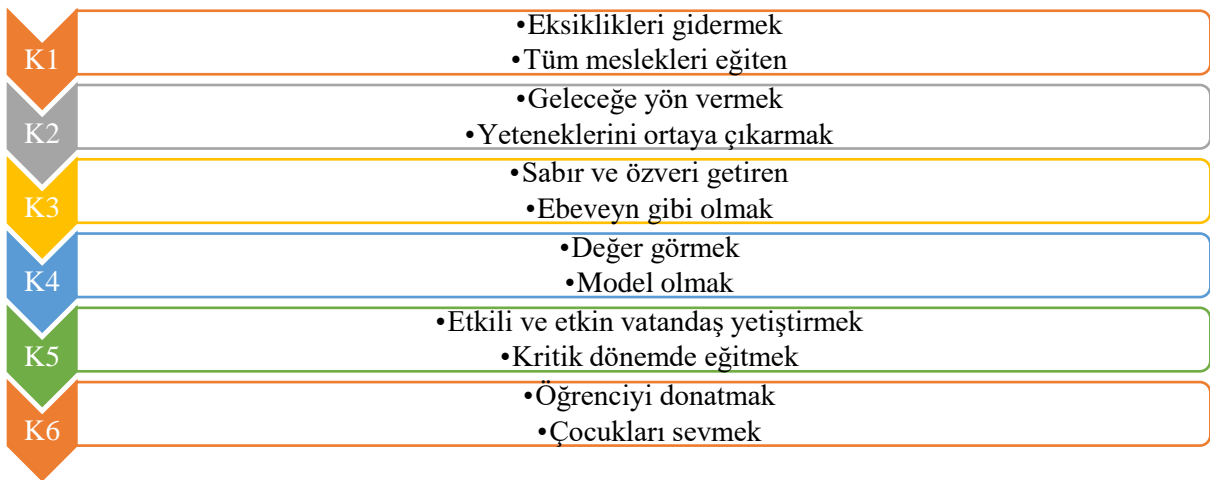 K1
•Eksiklikleri gidermek
•Tüm meslekleri eğiten
K2
•Geleceğe yön vermek
•Yeteneklerini ortaya çıkarmak
K3
•Sabır ve özveri getiren
•Ebeveyn gibi olmak
K4
•Değer görmek
•Model olmak
K5
•Etkili ve etkin vatandaş yetiştirmek
•Kritik dönemde eğitmek
K6
•Öğrenciyi donatmak
•Çocukları sevmek